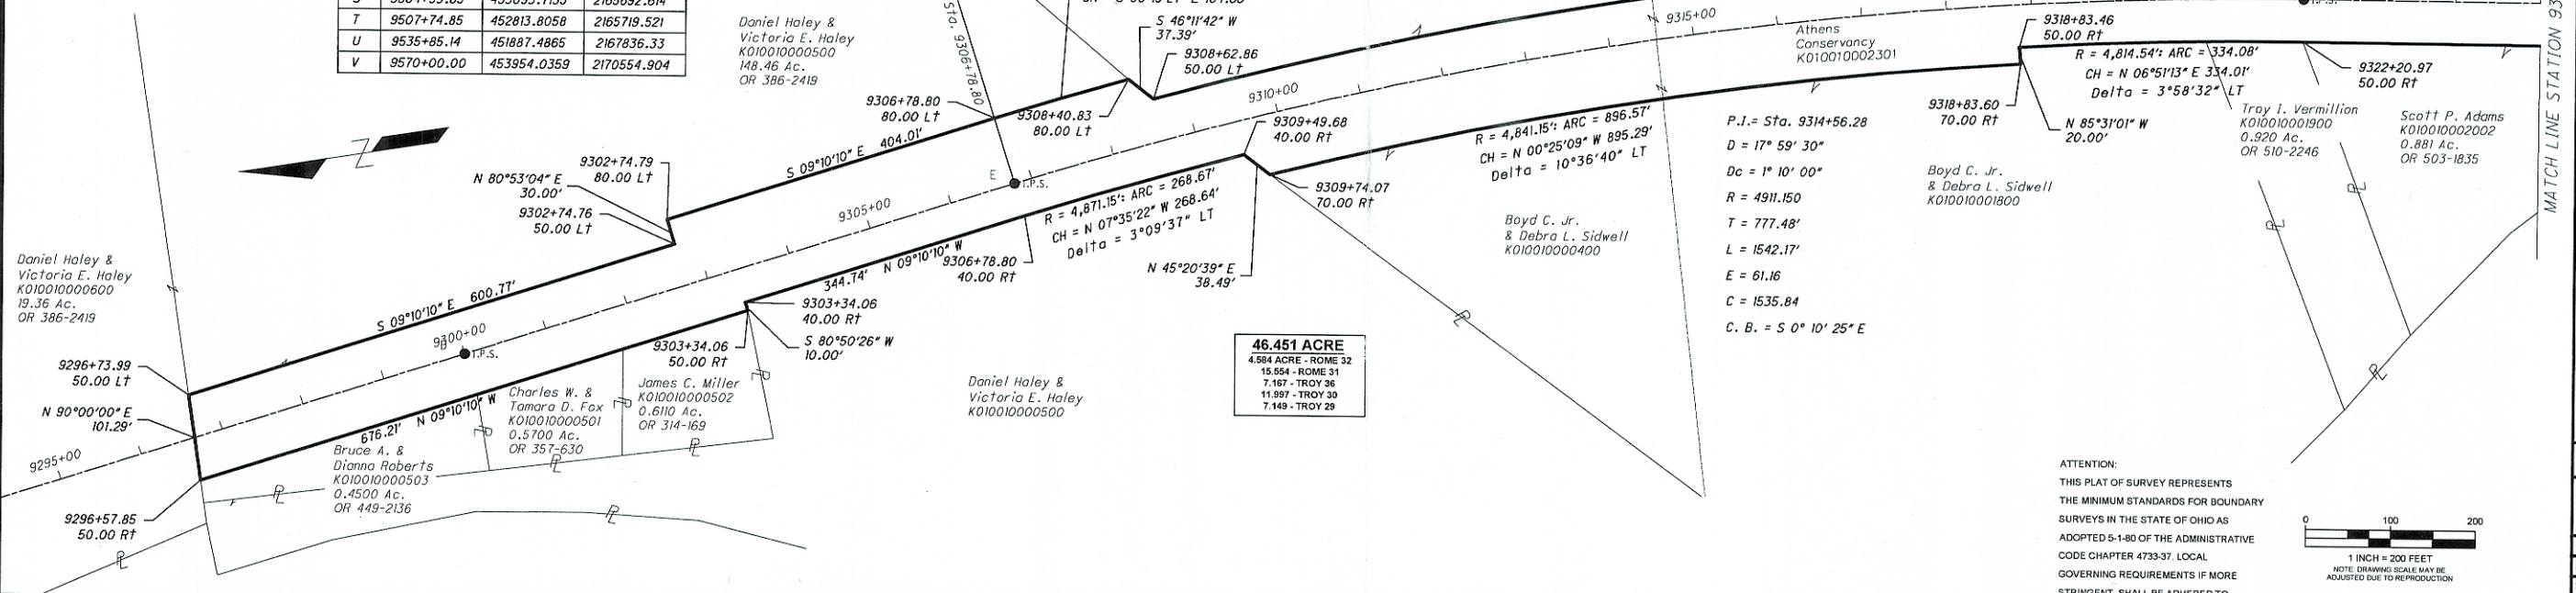 T 9507+74.85 452813.8058 2165719.521
U 9535+85.14 451887.4865 2167836.33
V 9570+00.00 453954.0359 2170554.904
Daniel Haley &
Victoria E. Haley
K010010000500
148.46 Ac.
OR 386-2419
Sta. 9306+78.80
S 46°11'42" W
37.39'
9308+62.86
50.00 Lt
9315+00
Athens
Conservancy
K010010002301
9318+83.46
50.00 Rt
R = 4,814.54': ARC = 334.08'
CH = N 06°51'13" E 334.01'
Delta = 3°58'32" LT
9322+20.97
50.00 Rt
MATCH LINE STATION 93
9306+78.80
80.00 Lt
9308+40.83
80.00 Lt
9310+00
9309+49.68
40.00 Rt
R = 4,841.15': ARC = 896.57'
CH = N 00°25'09" W 895.29'
Delta = 10°36'40" LT
P.I.= Sta. 9314+56.28
D = 17° 59' 30"
Dc = 1° 10' 00"
R = 4911.150
T = 777.48'
L = 1542.17'
E = 61.16
C = 1535.84
C. B. = S 0° 10' 25" E
9318+83.60
70.00 Rt
N 85°31'01" W
20.00'
Troy I. Vermillion
K010010001900
0.920 Ac.
OR 510-2246
Scott P. Adams
K010010002002
0.881 Ac.
OR 503-1835
Z
S 09°10'10" E 404.01'
9302+74.79
80.00 Lt
N 80°53'04" E
30.00'
9302+74.76
50.00 Lt
9305+00
E
I.P.S.
R = 4,871.15': ARC = 268.67'
CH = N 07°35'22" W 268.64'
Delta = 3°09'37" LT
9309+74.07
70.00 Rt
Boyd C. Jr.
& Debra L. Sidwell
K010010000400
Boyd C. Jr.
& Debra L. Sidwell
K010010001800
Daniel Haley &
Victoria E. Haley
K010010000600
19.36 Ac.
OR 386-2419
S 09°10'10" E 600.77'
344.74' N 09°10'10" W
9306+78.80
40.00 Rt
N 45°20'39" E
38.49'
9303+34.06
40.00 Rt
9300+00
I.P.S.
9303+34.06
50.00 Rt
S 80°50'26" W
10.00'
46.451 ACRE
4.584 ACRE - ROME 32
15.554 - ROME 31
7.167 - TROY 36
11.997 - TROY 30
7.149 - TROY 29
9296+73.99
50.00 Lt
N 90°00'00" E
101.29'
676.21' N 09°10'10" W
Charles W. &
Tamara D. Fox
K010010000501
0.5700 Ac.
OR 357-630
James C. Miller
K010010000502
0.6110 Ac.
OR 314-169
Daniel Haley &
Victoria E. Haley
K010010000500
9295+00
Bruce A. &
Dianna Roberts
K010010000503
0.4500 Ac.
OR 449-2136
9296+57.85
50.00 Rt
ATTENTION:
THIS PLAT OF SURVEY REPRESENTS
THE MINIMUM STANDARDS FOR BOUNDARY
SURVEYS IN THE STATE OF OHIO AS
ADOPTED 5-1-80 OF THE ADMINISTRATIVE
CODE CHAPTER 4733-37. LOCAL
GOVERNING REQUIREMENTS IF MORE
STRINGENT, SHALL BE ADHERED TO
0 100 200
1 INCH = 200 FEET
NOTE: DRAWING SCALE MAY BE
ADJUSTED DUE TO REPRODUCTION